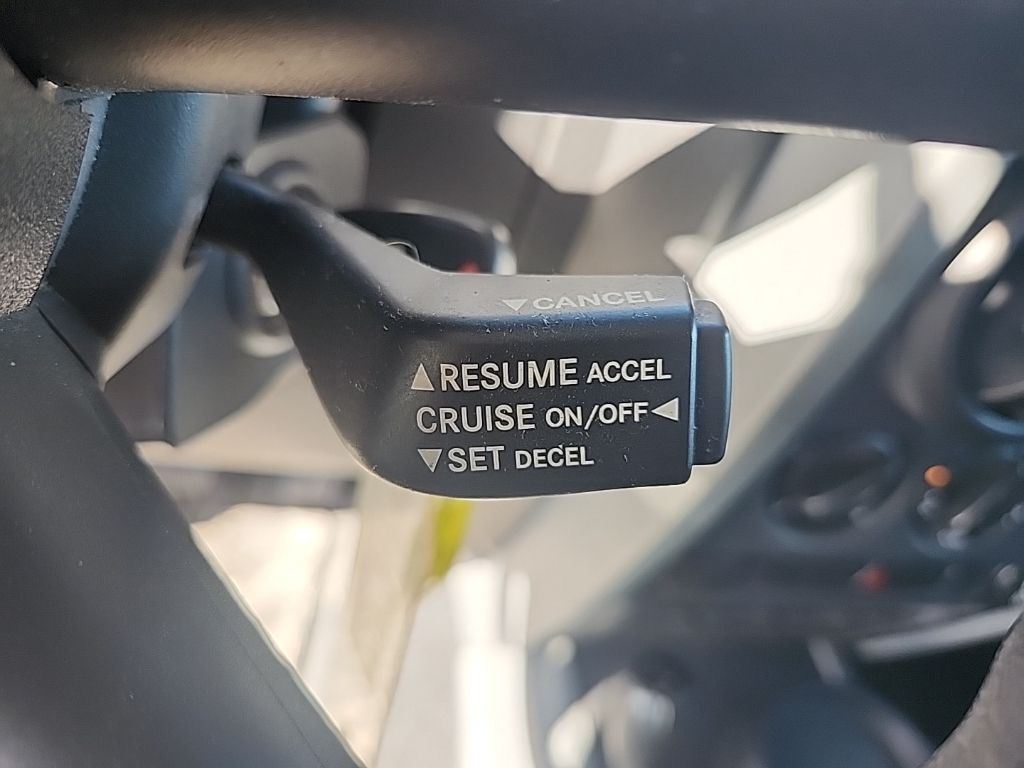 ▼CANCEL
▲RESUME ACCEL
CRUISE ON/OFF◀
▼SET DECEL